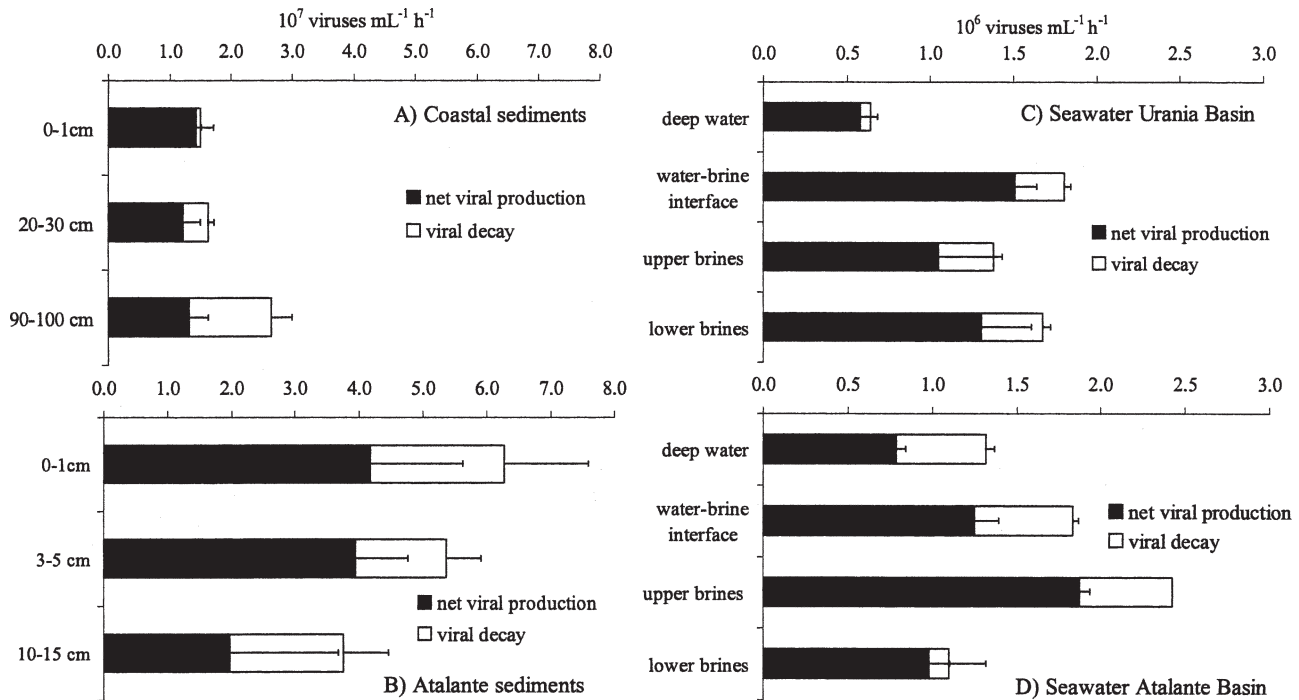 10⁷ viruses mL⁻¹ h⁻¹
0.0 1.0 2.0 3.0 4.0 5.0 6.0 7.0 8.0
A) Coastal sediments
0-1cm
20-30 cm
90-100 cm
net viral production
viral decay
0.0 1.0 2.0 3.0 4.0 5.0 6.0 7.0 8.0
0-1cm
3-5 cm
10-15 cm
net viral production
viral decay
B) Atalante sediments
10⁶ viruses mL⁻¹ h⁻¹
0.0 0.5 1.0 1.5 2.0 2.5 3.0
C) Seawater Urania Basin
deep water
water-brine
interface
upper brines
lower brines
net viral production
viral decay
0.0 0.5 1.0 1.5 2.0 2.5 3.0
deep water
water-brine
interface
upper brines
lower brines
net viral production
viral decay
D) Seawater Atalante Basin